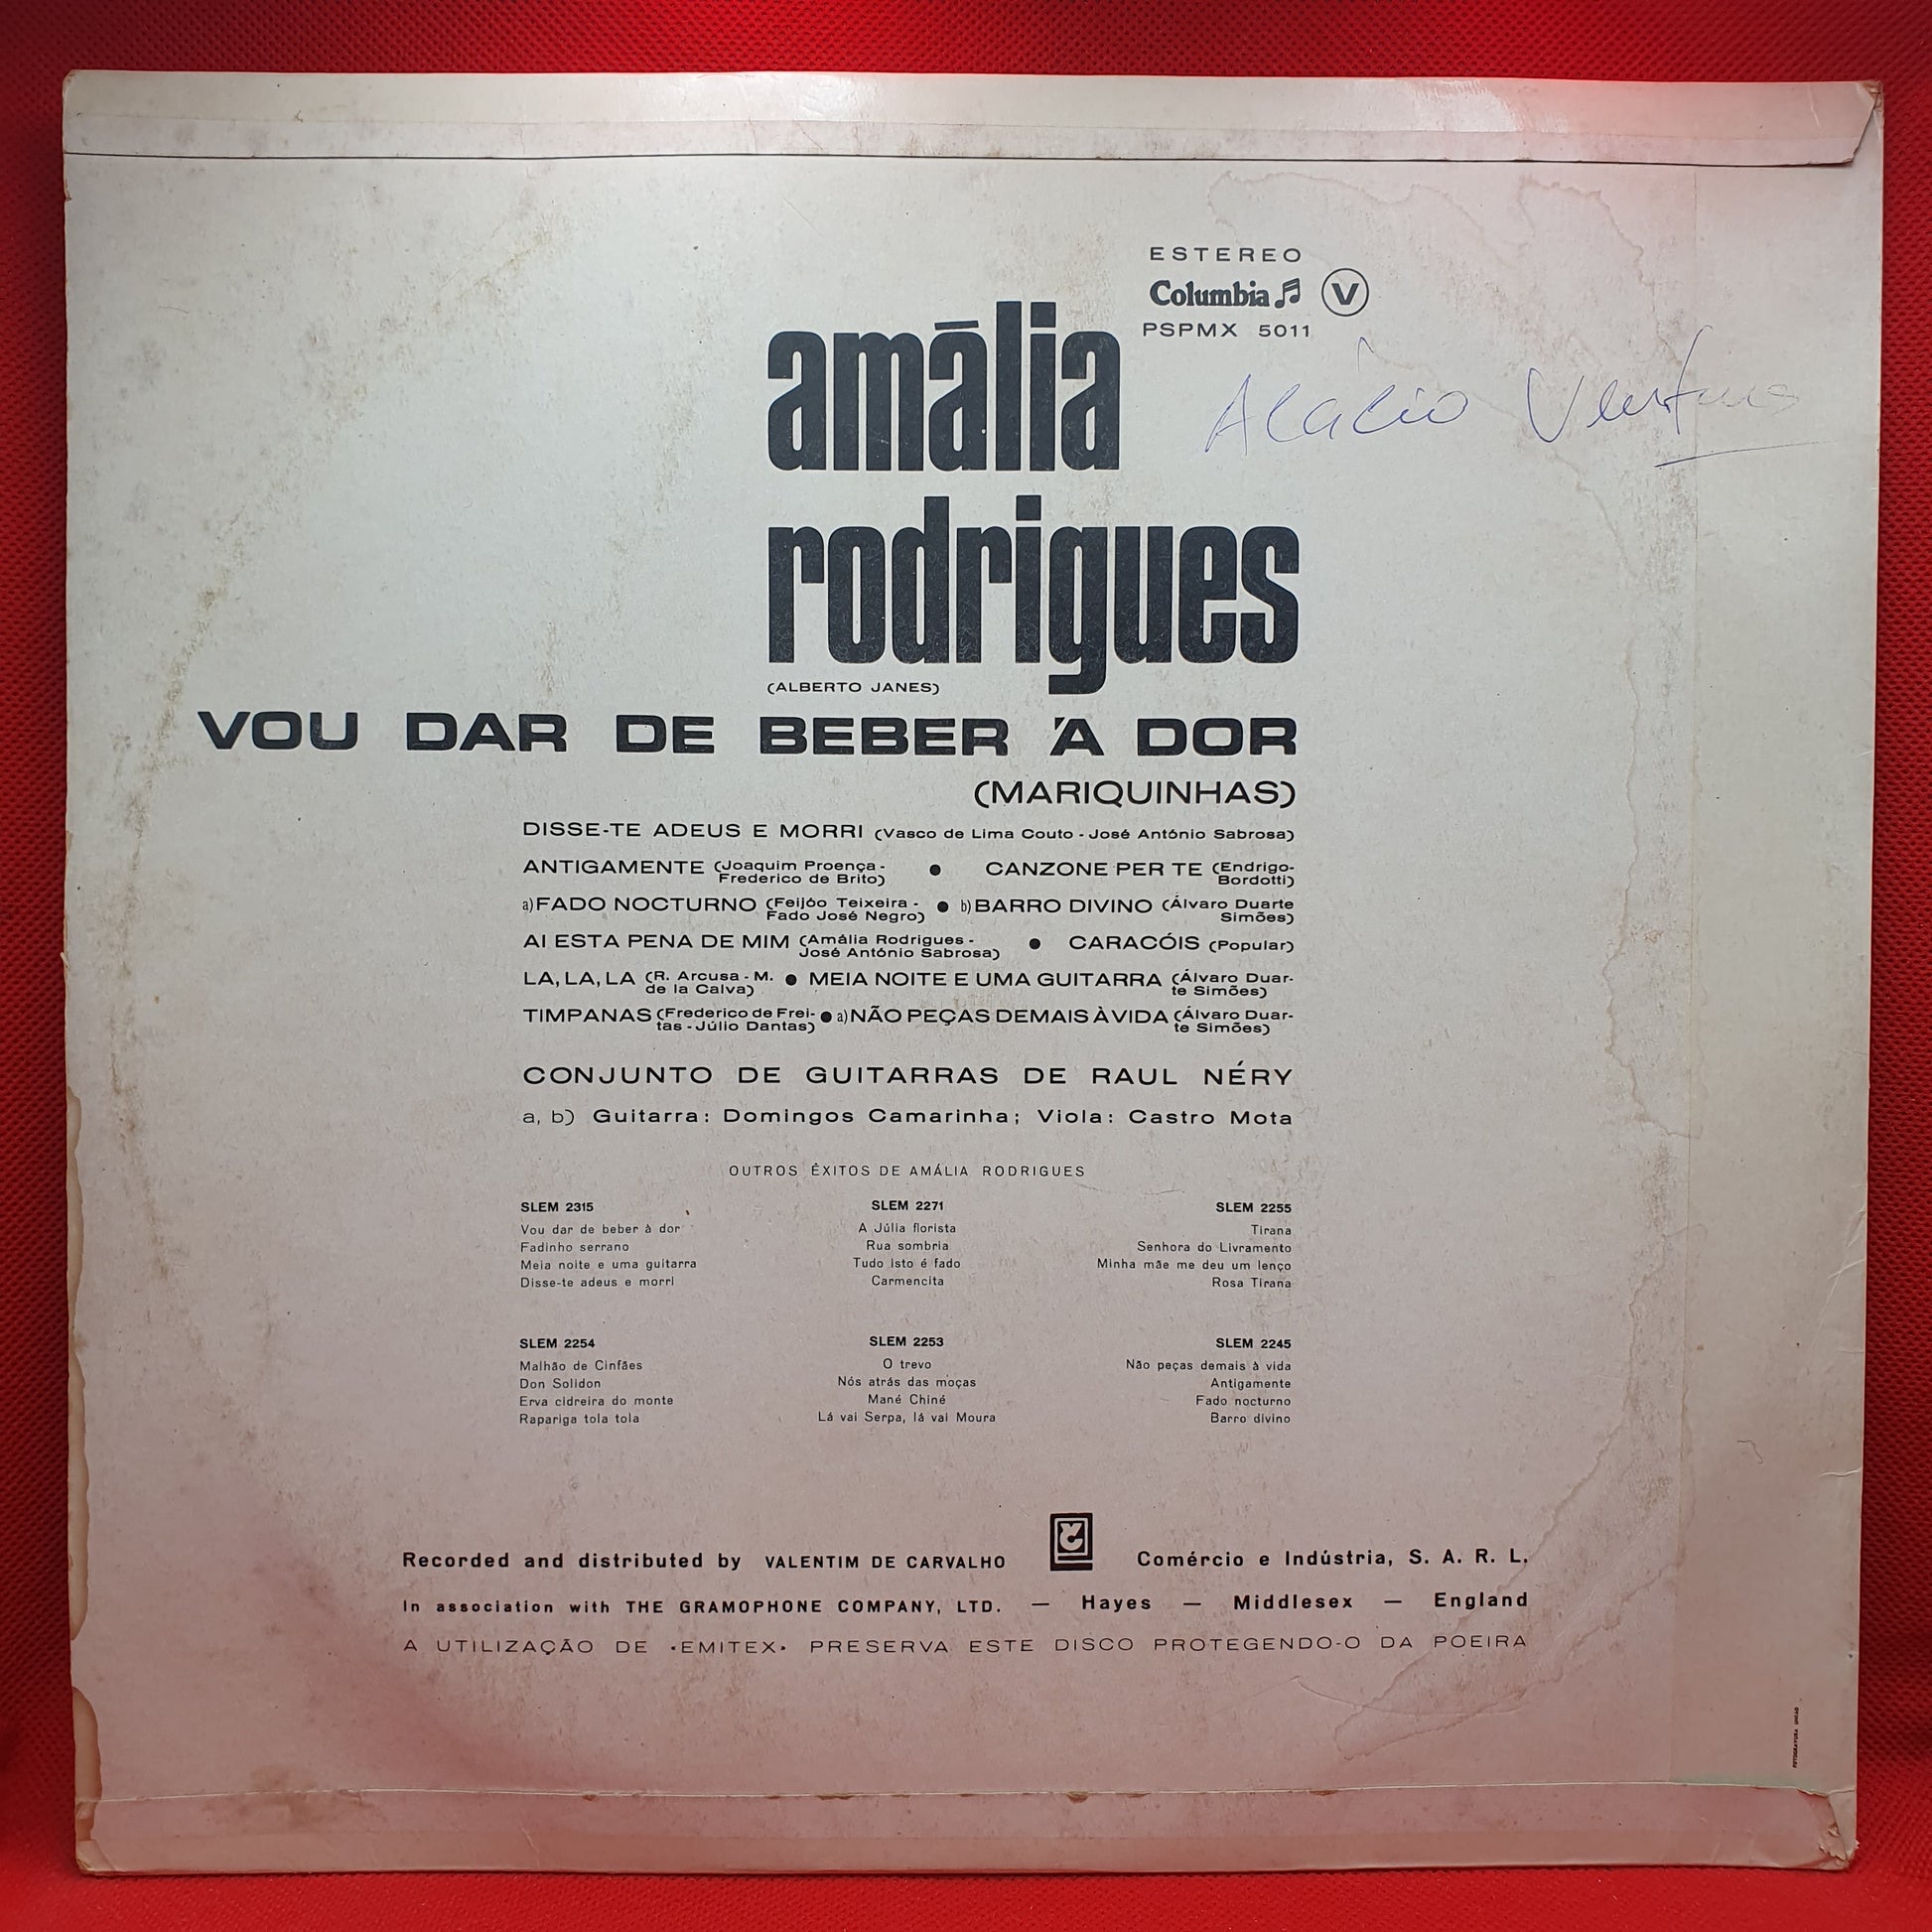 ESTEREO
Columbia V
PSPMX 5011
amália
Acácio Ventura
rodrigues
(ALBERTO JANES)
VOU DAR DE BEBER À DOR
(MARIQUINHAS)
DISSE-TE ADEUS E MORRI (Vasco de Lima Couto - José António Sabrosa)
ANTIGAMENTE (Joaquim Proença - Frederico de Brito) ● CANZONE PER TE (Endrigo-Bordotti)
a) FADO NOCTURNO (Feijóo Teixeira - Fado José Negro) ● b) BARRO DIVINO (Álvaro Duarte Simões)
AI ESTA PENA DE MIM (Amália Rodrigues - José António Sabrosa) ● CARACÓIS (Popular)
LA, LA, LA (R. Arcusa - M. de la Calva) ● MEIA NOITE E UMA GUITARRA (Álvaro Duarte Simões)
TIMPANAS (Frederico de Freitas - Júlio Dantas) ● a) NÃO PEÇAS DEMAIS À VIDA (Álvaro Duarte Simões)
CONJUNTO DE GUITARRAS DE RAUL NÉRY
a, b) Guitarra: Domingos Camarinha; Viola: Castro Mota
OUTROS ÊXITOS DE AMÁLIA RODRIGUES
SLEM 2315
Vou dar de beber à dor
Fadinho serrano
Meia noite e uma guitarra
Disse-te adeus e morri
SLEM 2271
A Júlia florista
Rua sombria
Tudo isto é fado
Carmencita
SLEM 2255
Tirana
Senhora do Livramento
Minha mãe me deu um lenço
Rosa Tirana
SLEM 2254
Malhão de Cinfães
Don Solidon
Erva cidreira do monte
Rapariga tola tola
SLEM 2253
O trevo
Nós atrás das moças
Mané Chiné
Lá vai Serpa, lá vai Moura
SLEM 2245
Não peças demais à vida
Antigamente
Fado nocturno
Barro divino
Recorded and distributed by VALENTIM DE CARVALHO Comércio e Indústria, S. A. R. L.
In association with THE GRAMOPHONE COMPANY, LTD. — Hayes — Middlesex — England
A UTILIZAÇÃO DE «EMITEX» PRESERVA ESTE DISCO PROTEGENDO-O DA POEIRA